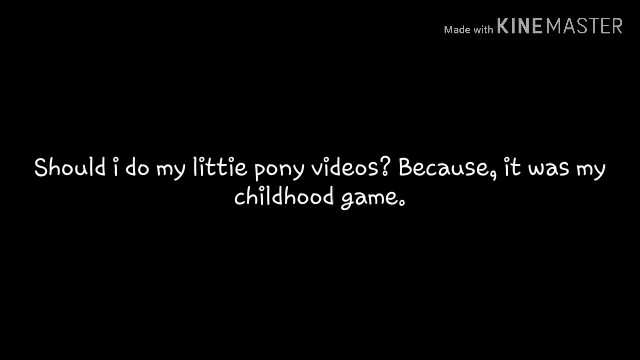 Made with KINEMASTER
Should i do my littie pony videos? Because, it was my
childhood game.